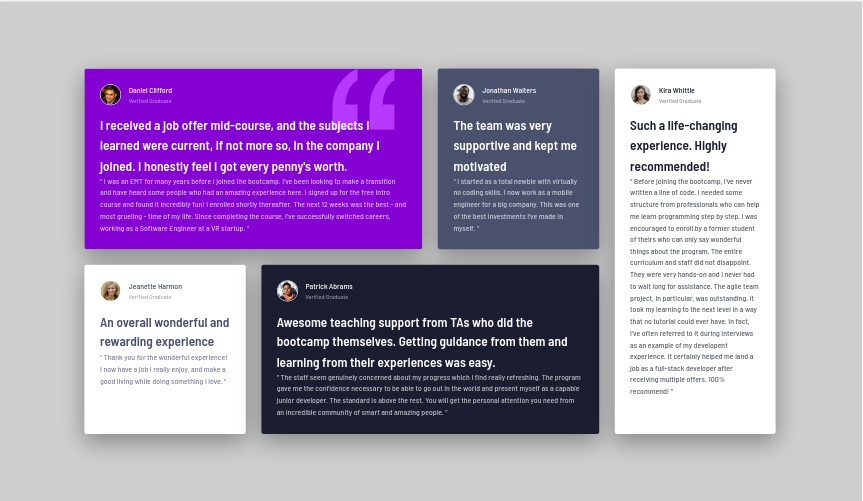 Daniel Clifford
Verified Graduate
I received a job offer mid-course, and the subjects I
learned were current, if not more so, in the company I
joined. I honestly feel I got every penny's worth.
" I was an EMT for many years before I joined the bootcamp. I've been looking to make a transition
and have heard some people who had an amazing experience here. I signed up for the free intro
course and found it incredibly fun! I enrolled shortly thereafter. The next 12 weeks was the best - and
most grueling - time of my life. Since completing the course, I've successfully switched careers,
working as a Software Engineer at a VR startup. "
Jonathan Walters
Verified Graduate
The team was very
supportive and kept me
motivated
" I started as a total newbie with virtually
no coding skills. I now work as a mobile
engineer for a big company. This was one
of the best investments I've made in
myself. "
Kira Whittle
Verified Graduate
Such a life-changing
experience. Highly
recommended!
" Before joining the bootcamp, I've never
written a line of code. I needed some
structure from professionals who can help
me learn programming step by step. I was
encouraged to enroll by a former student
of theirs who can only say wonderful
things about the program. The entire
curriculum and staff did not disappoint.
They were very hands-on and I never had
to wait long for assistance. The agile team
project, in particular, was outstanding. It
took my learning to the next level in a way
that no tutorial could ever have. In fact,
I've often referred to it during interviews
as an example of my developent
experience. It certainly helped me land a
job as a full-stack developer after
receiving multiple offers. 100%
recommend! "
Jeanette Harmon
Verified Graduate
An overall wonderful and
rewarding experience
" Thank you for the wonderful experience!
I now have a job I really enjoy, and make a
good living while doing something I love. "
Patrick Abrams
Verified Graduate
Awesome teaching support from TAs who did the
bootcamp themselves. Getting guidance from them and
learning from their experiences was easy.
" The staff seem genuinely concerned about my progress which I find really refreshing. The program
gave me the confidence necessary to be able to go out in the world and present myself as a capable
junior developer. The standard is above the rest. You will get the personal attention you need from
an incredible community of smart and amazing people. "